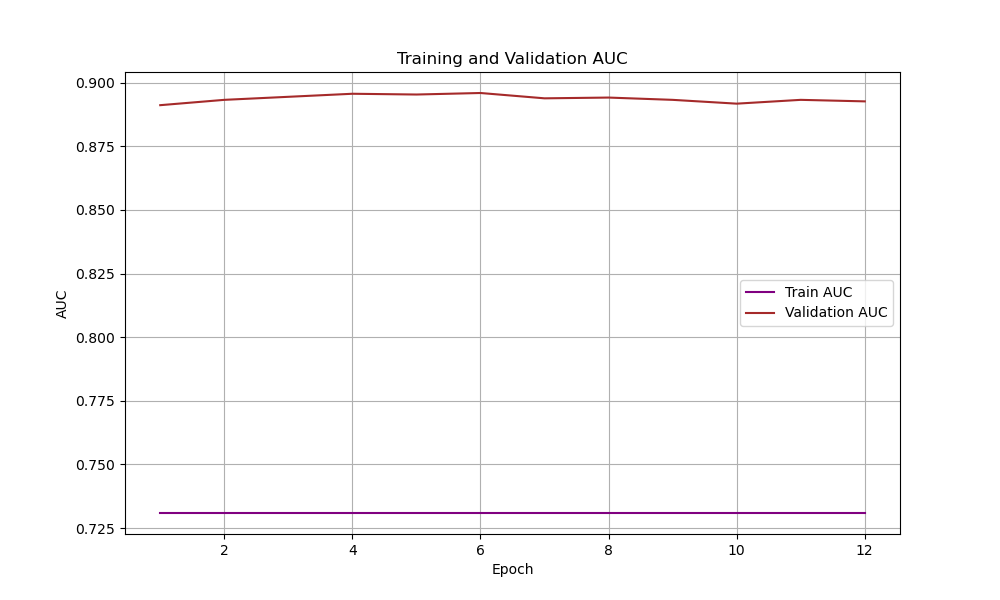 Training and Validation AUC
0.900
0.875
0.850
0.825
0.800
0.775
0.750
0.725
AUC
Train AUC
Validation AUC
2 4 6 8 10 12
Epoch